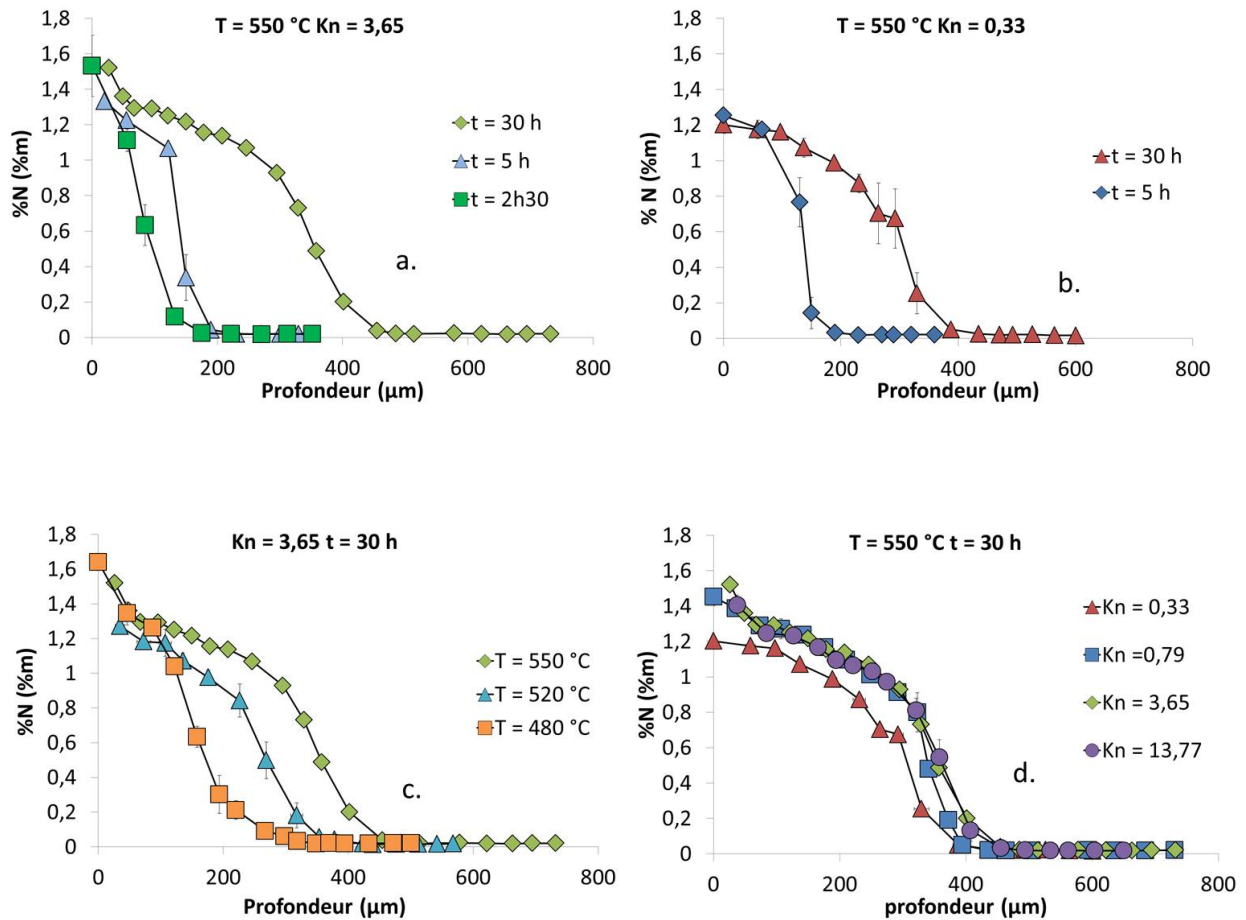 T = 550 °C Kn = 3,65
1,8
1,6
1,4
1,2
1
0,8
0,6
0,4
0,2
0
%N (%m)
t = 30 h
t = 5 h
t = 2h30
a.
0 200 400 600 800
Profondeur (µm)
T = 550 °C Kn = 0,33
1,8
1,6
1,4
1,2
1
0,8
0,6
0,4
0,2
0
% N (%m)
t = 30 h
t = 5 h
b.
0 200 400 600 800
Profondeur (µm)
Kn = 3,65 t = 30 h
1,8
1,6
1,4
1,2
1
0,8
0,6
0,4
0,2
0
%N (%m)
T = 550 °C
T = 520 °C
T = 480 °C
c.
0 200 400 600 800
Profondeur (µm)
T = 550 °C t = 30 h
1,8
1,6
1,4
1,2
1
0,8
0,6
0,4
0,2
0
%N (%m)
Kn = 0,33
Kn =0,79
Kn = 3,65
Kn = 13,77
d.
0 200 400 600 800
profondeur (µm)